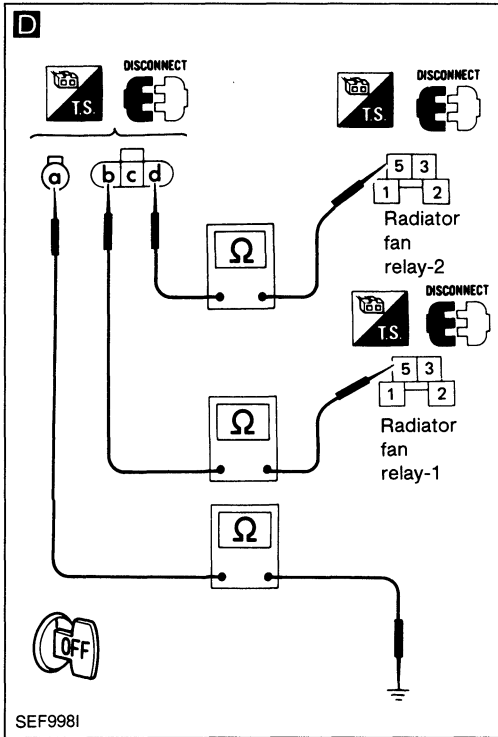 D
DISCONNECT
T.S.
DISCONNECT
T.S.
a
b c d
5 3
1 2
Ω
Radiator
fan
relay-2
DISCONNECT
T.S.
5 3
1 2
Ω
Radiator
fan
relay-1
Ω
OFF
SEF998I